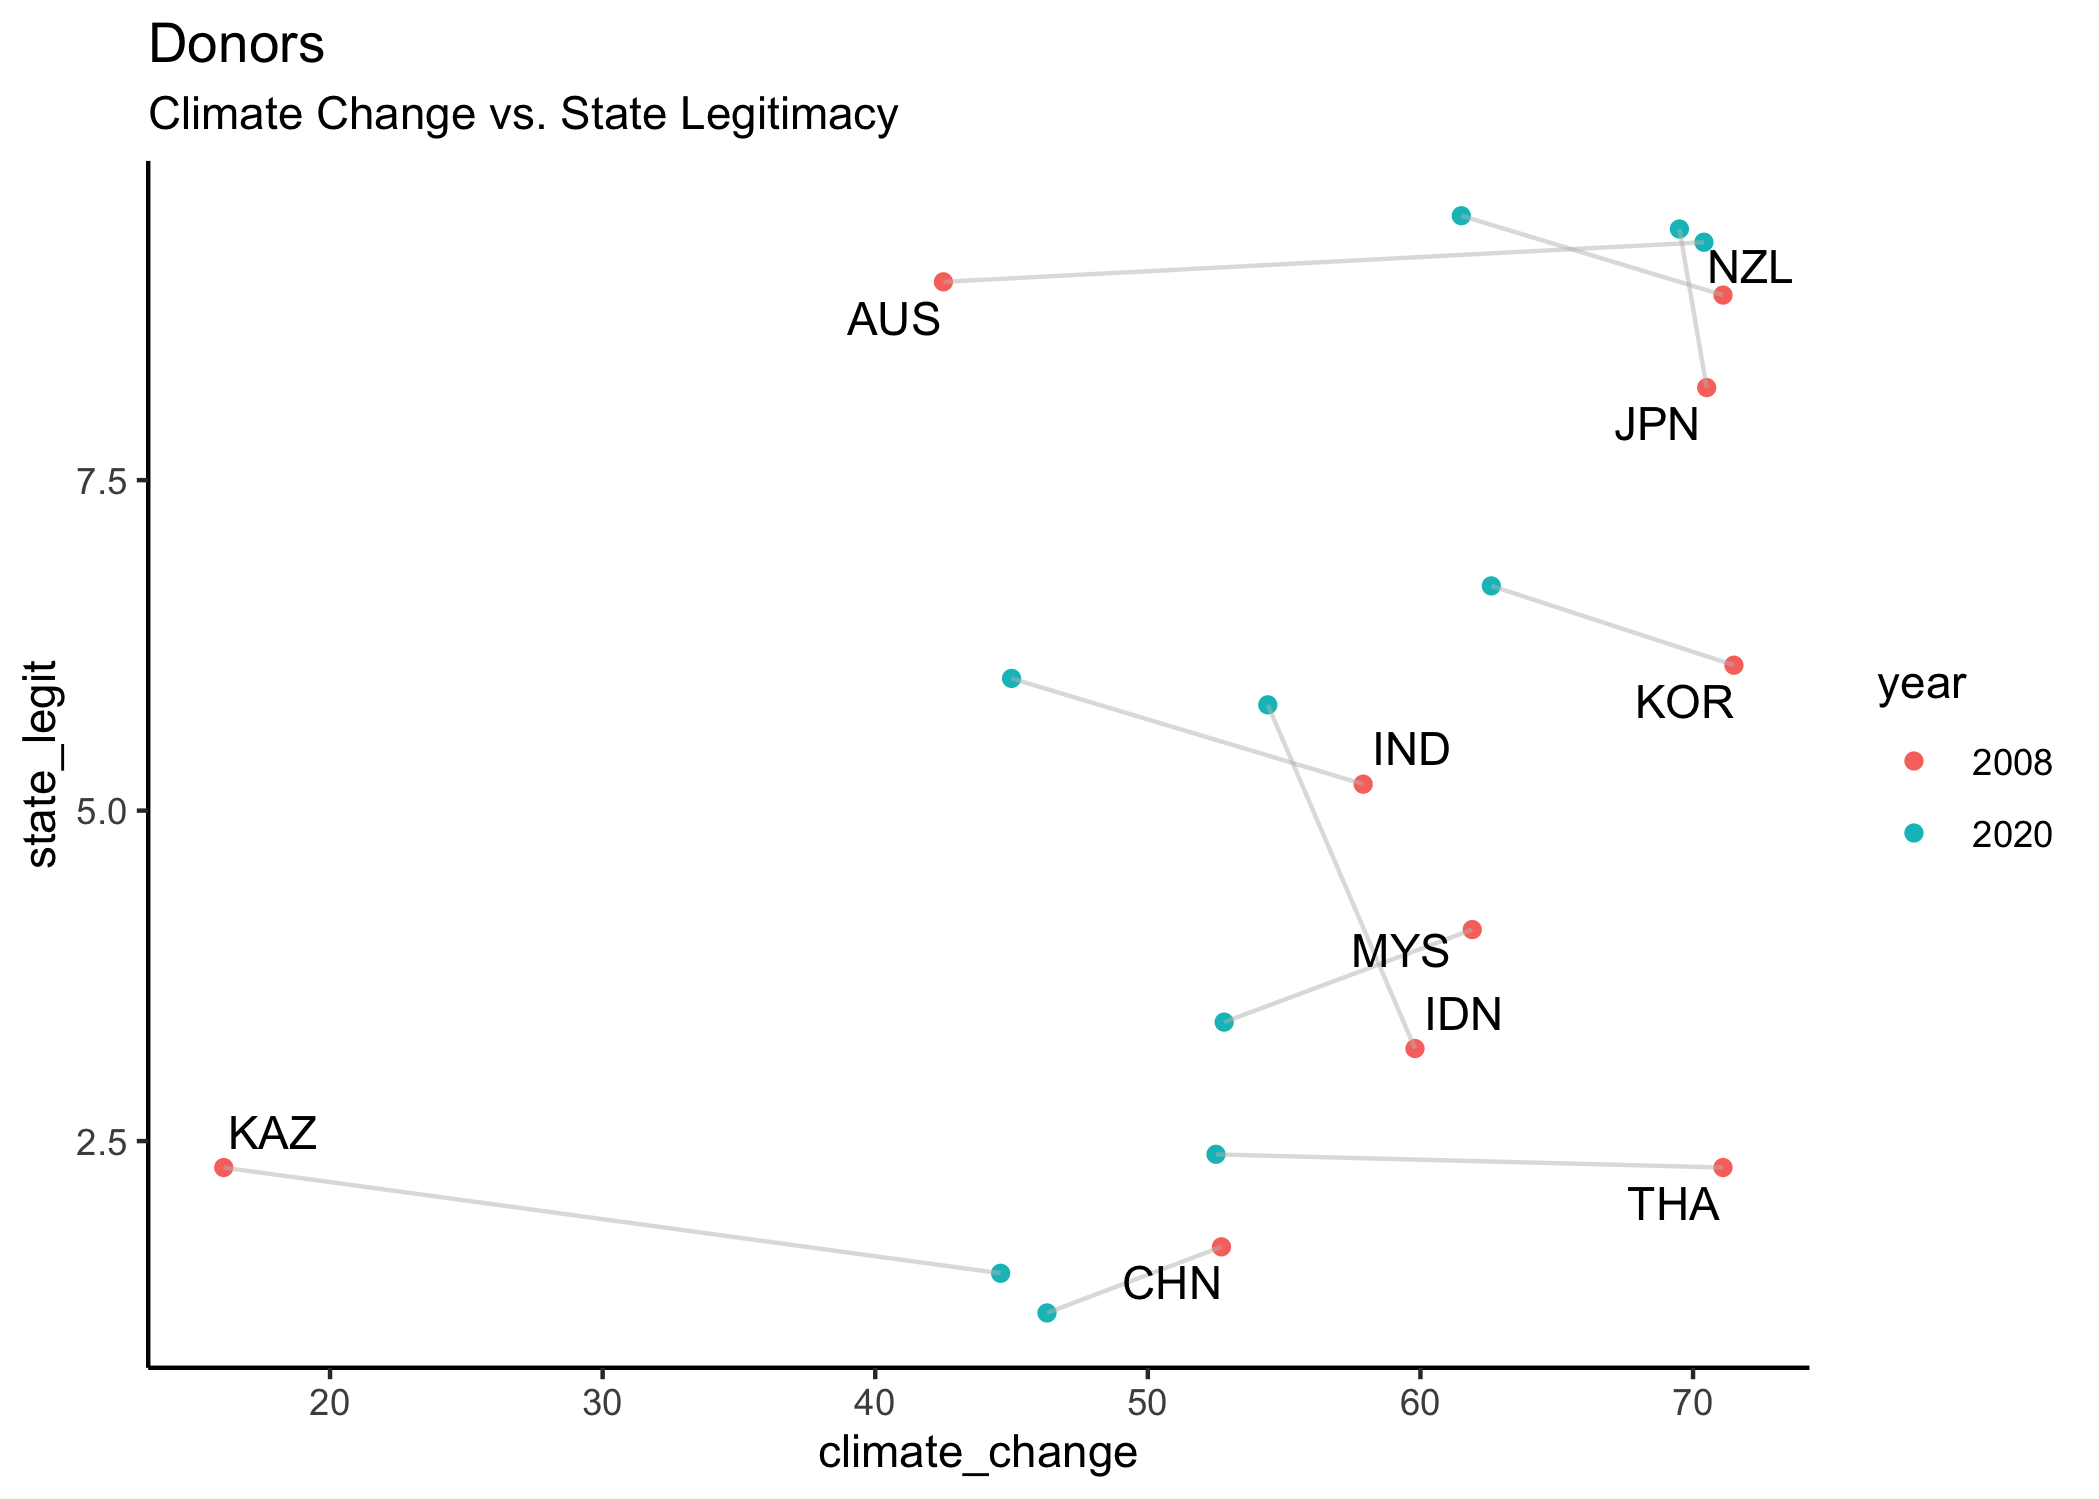 Donors
Climate Change vs. State Legitimacy
NZL
AUS
JPN
7.5
KOR
year
IND
2008
state_legit
5.0
2020
MYS
IDN
KAZ
2.5
THA
CHN
20 30 40 50 60 70
climate_change